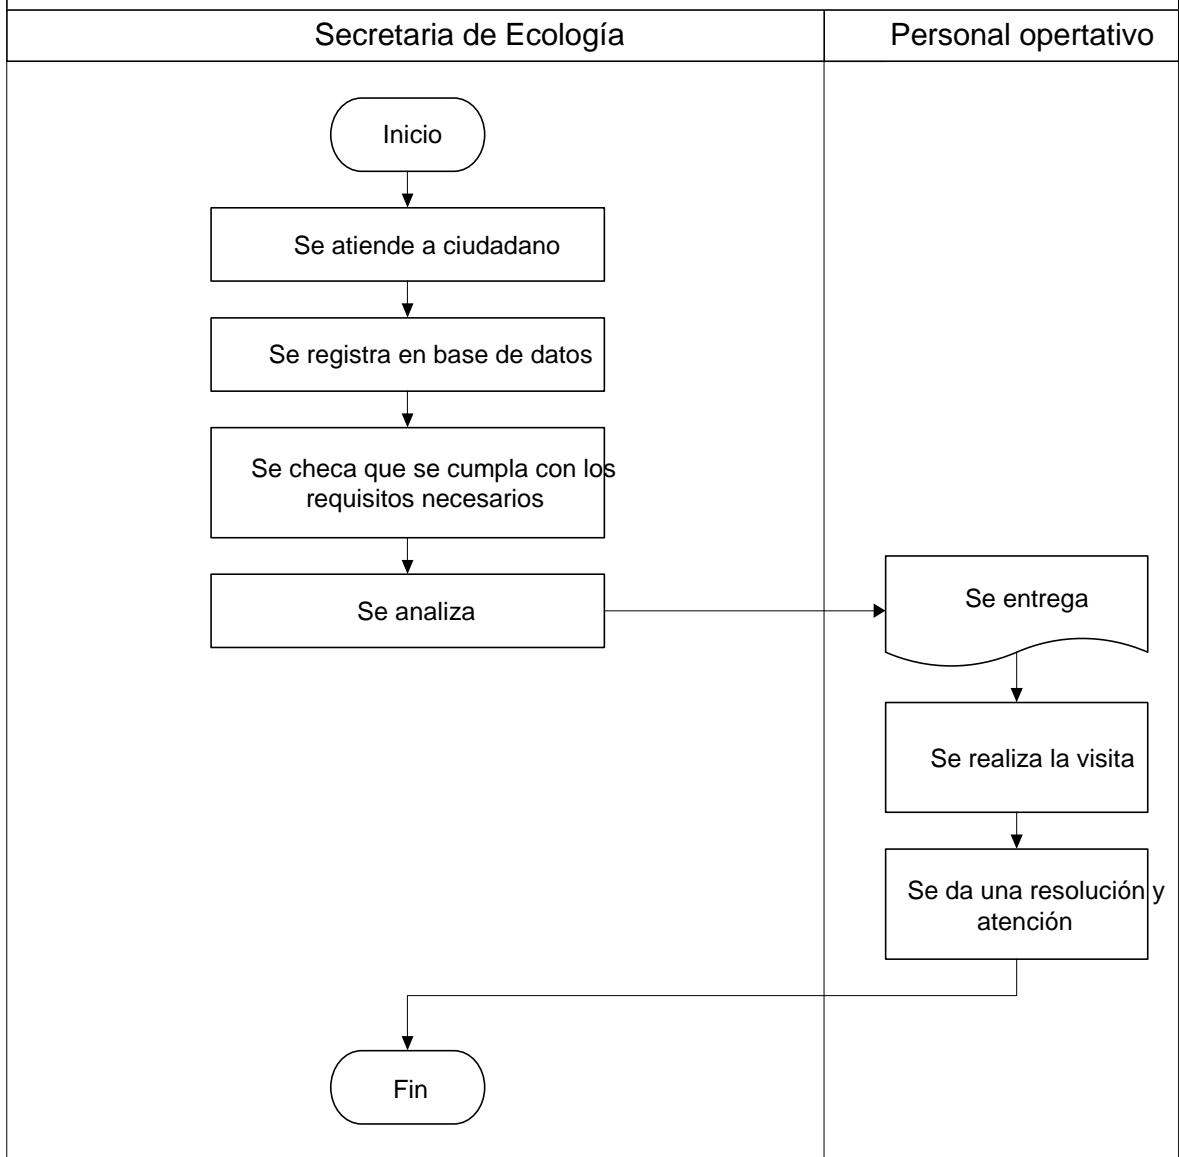 Secretaria de Ecología
Personal opertativo
Inicio
Se atiende a ciudadano
Se registra en base de datos
Se checa que se cumpla con los
requisitos necesarios
Se analiza
Se entrega
Se realiza la visita
Se da una resolución y
atención
Fin